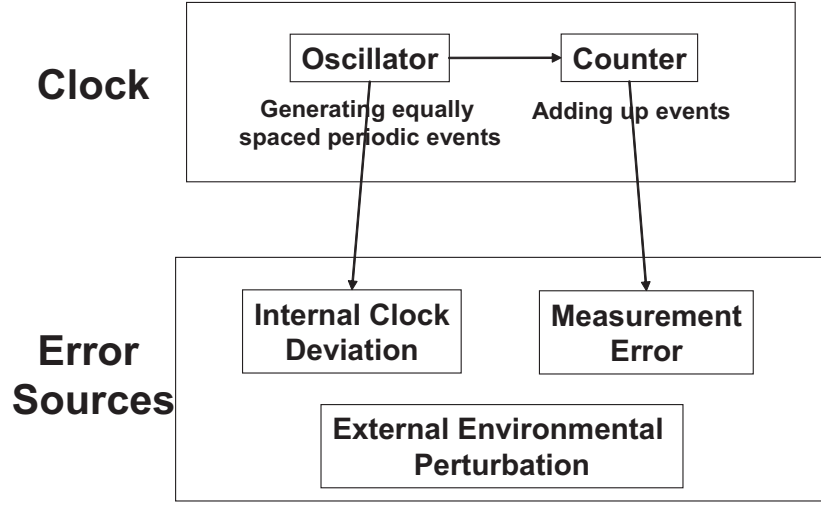 Clock
Oscillator
Counter
Generating equally
spaced periodic events
Adding up events
Error
Sources
Internal Clock
Deviation
Measurement
Error
External Environmental
Perturbation